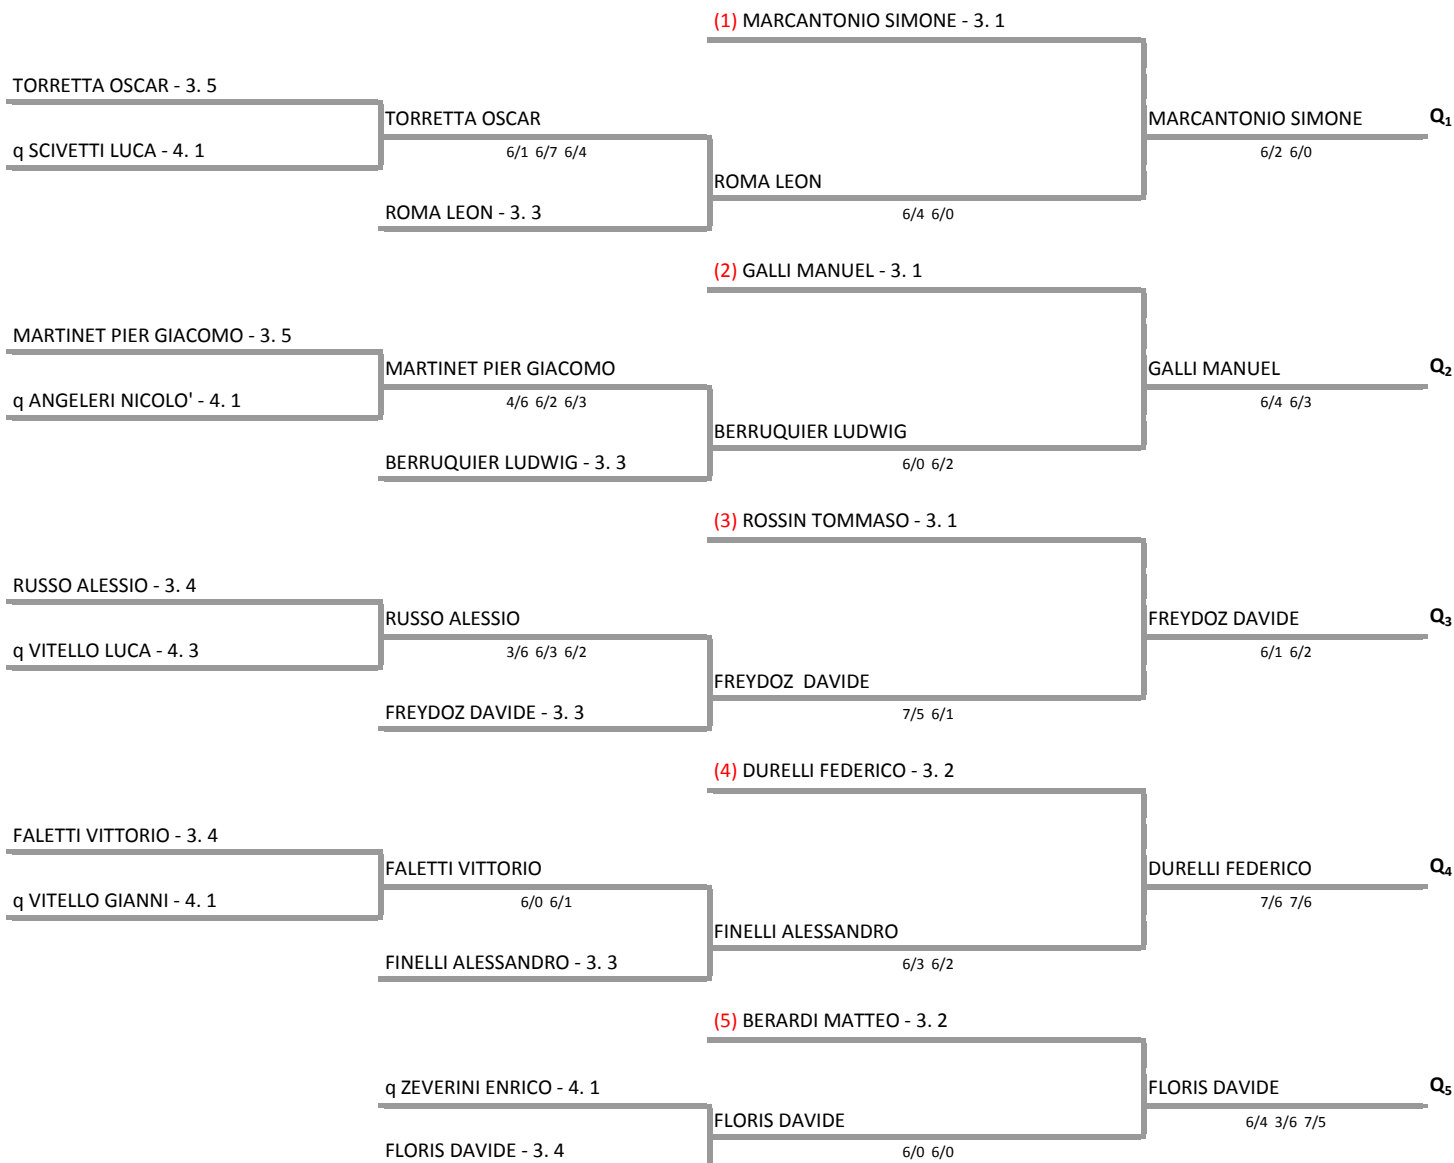 (1) MARCANTONIO SIMONE - 3. 1
TORRETTA OSCAR - 3. 5
TORRETTA OSCAR
MARCANTONIO SIMONE
Q1
q SCIVETTI LUCA - 4. 1
6/1 6/7 6/4
6/2 6/0
ROMA LEON
ROMA LEON - 3. 3
6/4 6/0
(2) GALLI MANUEL - 3. 1
MARTINET PIER GIACOMO - 3. 5
MARTINET PIER GIACOMO
GALLI MANUEL
Q2
q ANGELERI NICOLO' - 4. 1
4/6 6/2 6/3
6/4 6/3
BERRUQUIER LUDWIG
BERRUQUIER LUDWIG - 3. 3
6/0 6/2
(3) ROSSIN TOMMASO - 3. 1
RUSSO ALESSIO - 3. 4
RUSSO ALESSIO
FREYDOZ DAVIDE
Q3
q VITELLO LUCA - 4. 3
3/6 6/3 6/2
6/1 6/2
FREYDOZ  DAVIDE
FREYDOZ DAVIDE - 3. 3
7/5 6/1
(4) DURELLI FEDERICO - 3. 2
FALETTI VITTORIO - 3. 4
FALETTI VITTORIO
DURELLI FEDERICO
Q4
q VITELLO GIANNI - 4. 1
6/0 6/1
7/6 7/6
FINELLI ALESSANDRO
FINELLI ALESSANDRO - 3. 3
6/3 6/2
(5) BERARDI MATTEO - 3. 2
q ZEVERINI ENRICO - 4. 1
FLORIS DAVIDE
Q5
FLORIS DAVIDE
6/4 3/6 7/5
FLORIS DAVIDE - 3. 4
6/0 6/0